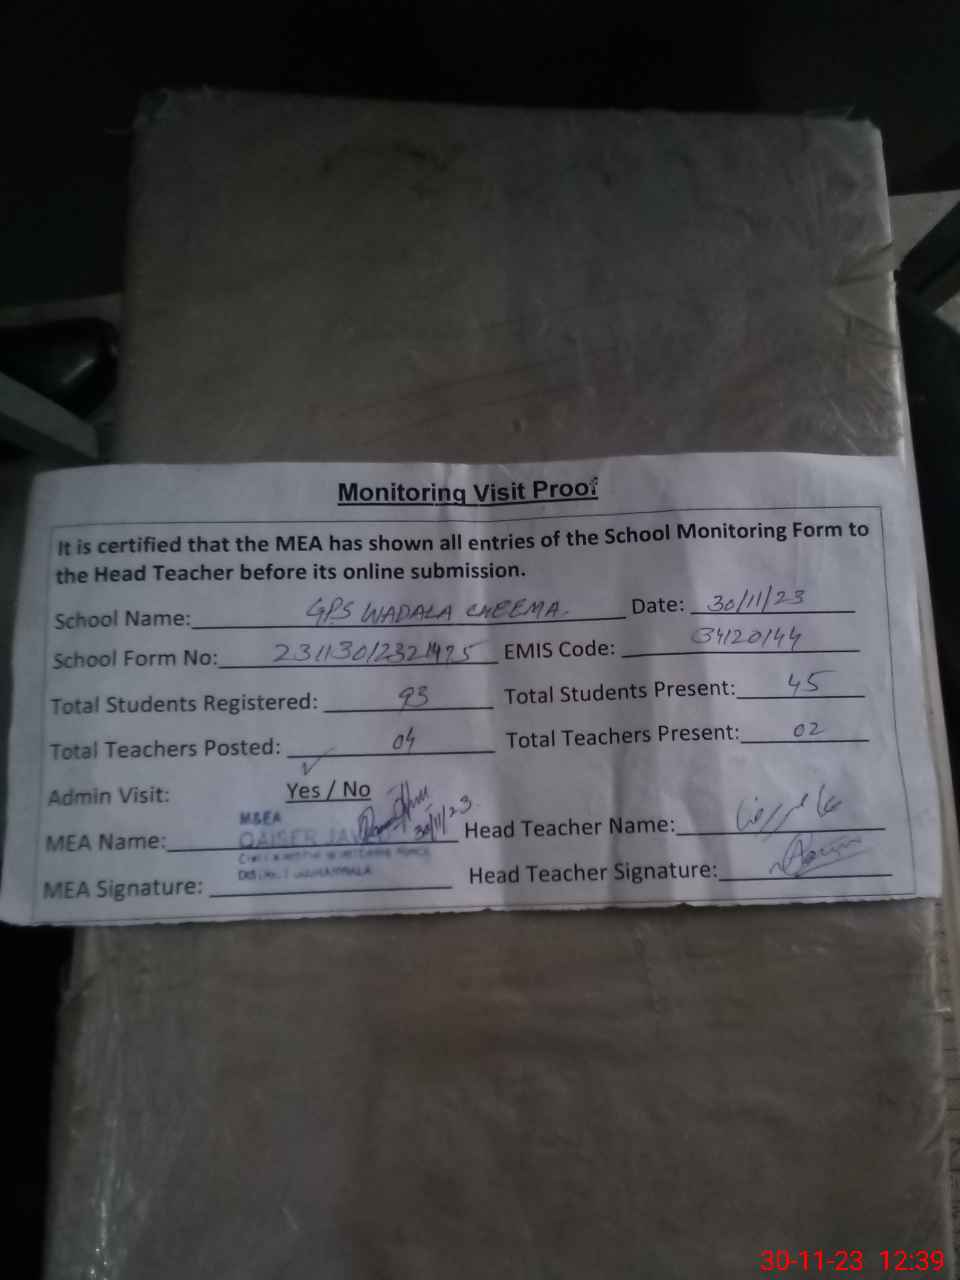 Monitoring Visit Proof
It is certified that the MEA has shown all entries of the School Monitoring Form to
the Head Teacher before its online submission.
School Name: GPS WADALA CHEEMA. Date: 30/11/23
School Form No: EMIS Code: 34120144
Total Students Registered: 93 Total Students Present: 45
Total Teachers Posted: 04 Total Teachers Present: 02
Admin Visit: Yes / No
M&EA
MEA Name: QAISER 30/11/23 Head Teacher Name:
MEA Signature: Head Teacher Signature:
30-11-23 12:39